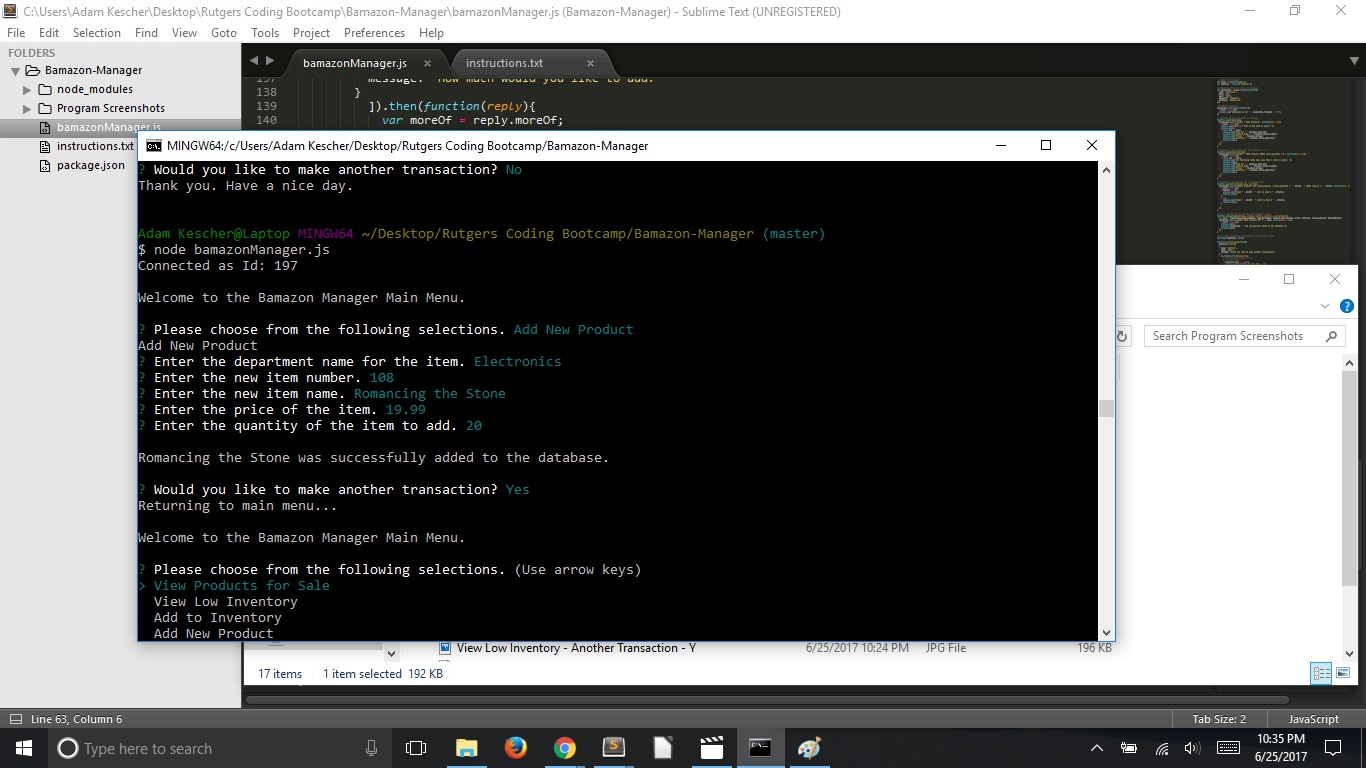 C:\Users\Adam Kescher\Desktop\Rutgers Coding Bootcamp\Bamazon-Manager\bamazonManager.js (Bamazon-Manager) - Sublime Text (UNREGISTERED)
File Edit Selection Find View Goto Tools Project Preferences Help
FOLDERS
Bamazon-Manager
node_modules
Program Screenshots
bamazonManager.js
instructions.txt
package.json
bamazonManager.js × instructions.txt ×
137 message: "How much would you like to add:
138 }
139 ]).then(function(reply){
140 var moreOf = reply.moreOf;
MINGW64:/c/Users/Adam Kescher/Desktop/Rutgers Coding Bootcamp/Bamazon-Manager
? Would you like to make another transaction? No
Thank you. Have a nice day.
Adam Kescher@Laptop MINGW64 ~/Desktop/Rutgers Coding Bootcamp/Bamazon-Manager (master)
$ node bamazonManager.js
Connected as Id: 197
Welcome to the Bamazon Manager Main Menu.
? Please choose from the following selections. Add New Product
Add New Product
? Enter the department name for the item. Electronics
? Enter the new item number. 108
? Enter the new item name. Romancing the Stone
? Enter the price of the item. 19.99
? Enter the quantity of the item to add. 20
Romancing the Stone was successfully added to the database.
? Would you like to make another transaction? Yes
Returning to main menu...
Welcome to the Bamazon Manager Main Menu.
? Please choose from the following selections. (Use arrow keys)
> View Products for Sale
View Low Inventory
Add to Inventory
Add New Product
Search Program Screenshots
View Low Inventory - Another Transaction - Y 6/25/2017 10:24 PM JPG File 196 KB
17 items 1 item selected 192 KB
Line 63, Column 6 Tab Size: 2 JavaScript
Type here to search
10:35 PM
6/25/2017